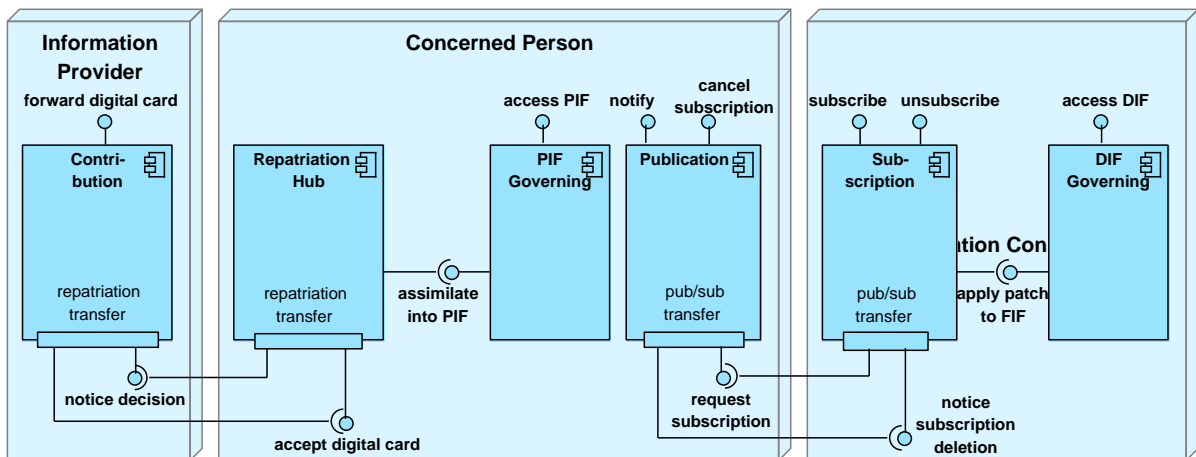 Information
Provider
Concerned Person
forward digital card
access PIF
notify
cancel
subscription
subscribe
unsubscribe
access DIF
Contri-
bution
Repatriation
Hub
PIF
Governing
Publication
Sub-
scription
DIF
Governing
ation Con
repatriation
transfer
repatriation
transfer
assimilate
into PIF
pub/sub
transfer
pub/sub
transfer
apply patch
to FIF
notice decision
accept digital card
request
subscription
notice
subscription
deletion